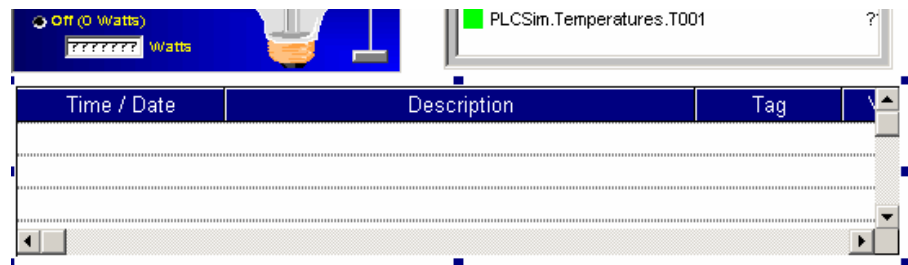 Off (0 Watts)
??????? Watts
PLCSim.Temperatures.T001
Time / Date Description Tag